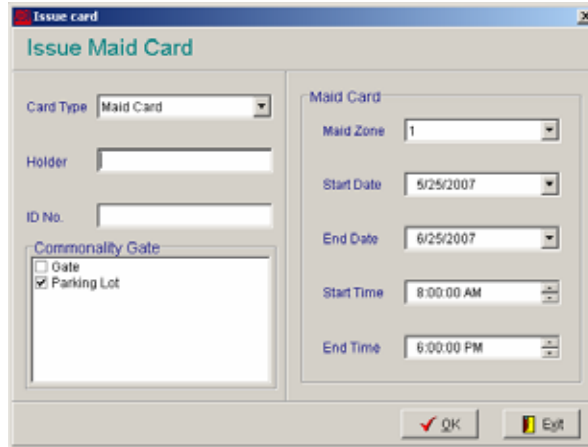 Issue card
Issue Maid Card
Card Type Maid Card
Holder
ID No.
Commonality Gate
Gate
Parking Lot
Maid Card
Maid Zone 1
Start Date 5/25/2007
End Date 6/25/2007
Start Time 8:00:00 AM
End Time 6:00:00 PM
OK
Exit